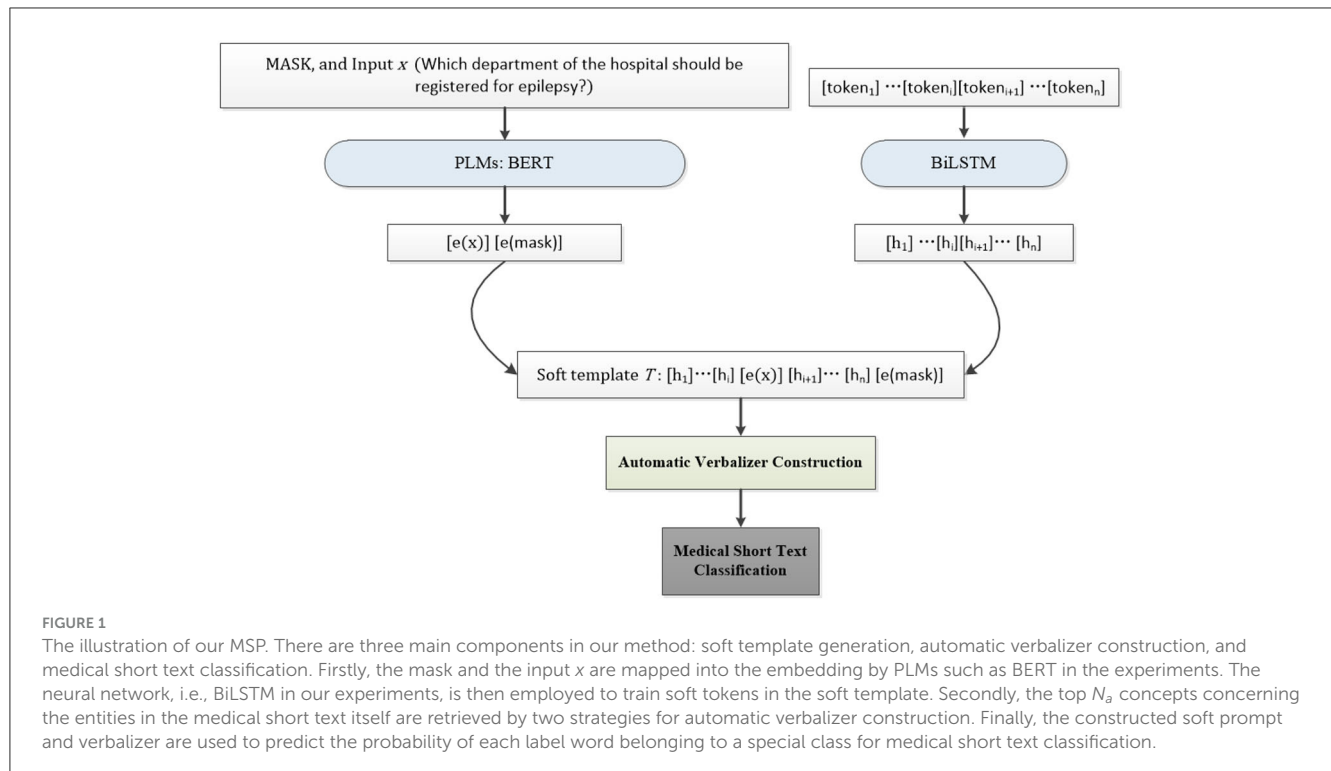 MASK, and Input x (Which department of the hospital should be
registered for epilepsy?)
[token₁] ⋯[tokenᵢ][tokenᵢ₊₁] ⋯[tokenₙ]
PLMs: BERT
BiLSTM
[e(x)] [e(mask)]
[h₁] ⋯[hᵢ][hᵢ₊₁]⋯ [hₙ]
Soft template T: [h₁]⋯[hᵢ] [e(x)] [hᵢ₊₁]⋯ [hₙ] [e(mask)]
Automatic Verbalizer Construction
Medical Short Text
Classification
FIGURE 1
The illustration of our MSP. There are three main components in our method: soft template generation, automatic verbalizer construction, and
medical short text classification. Firstly, the mask and the input x are mapped into the embedding by PLMs such as BERT in the experiments. The
neural network, i.e., BiLSTM in our experiments, is then employed to train soft tokens in the soft template. Secondly, the top Nₐ concepts concerning
the entities in the medical short text itself are retrieved by two strategies for automatic verbalizer construction. Finally, the constructed soft prompt
and verbalizer are used to predict the probability of each label word belonging to a special class for medical short text classification.